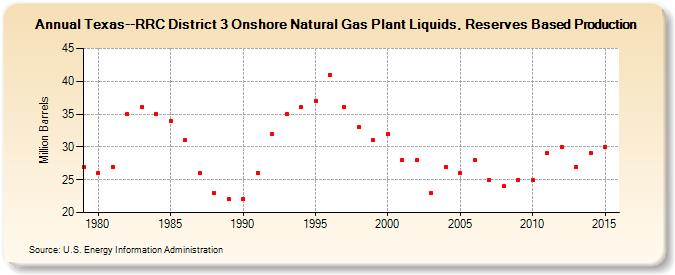 Annual Texas--RRC District 3 Onshore Natural Gas Plant Liquids, Reserves Based Production
Million Barrels
45
40
35
30
25
20
1980 1985 1990 1995 2000 2005 2010 2015
Source: U.S. Energy Information Administration